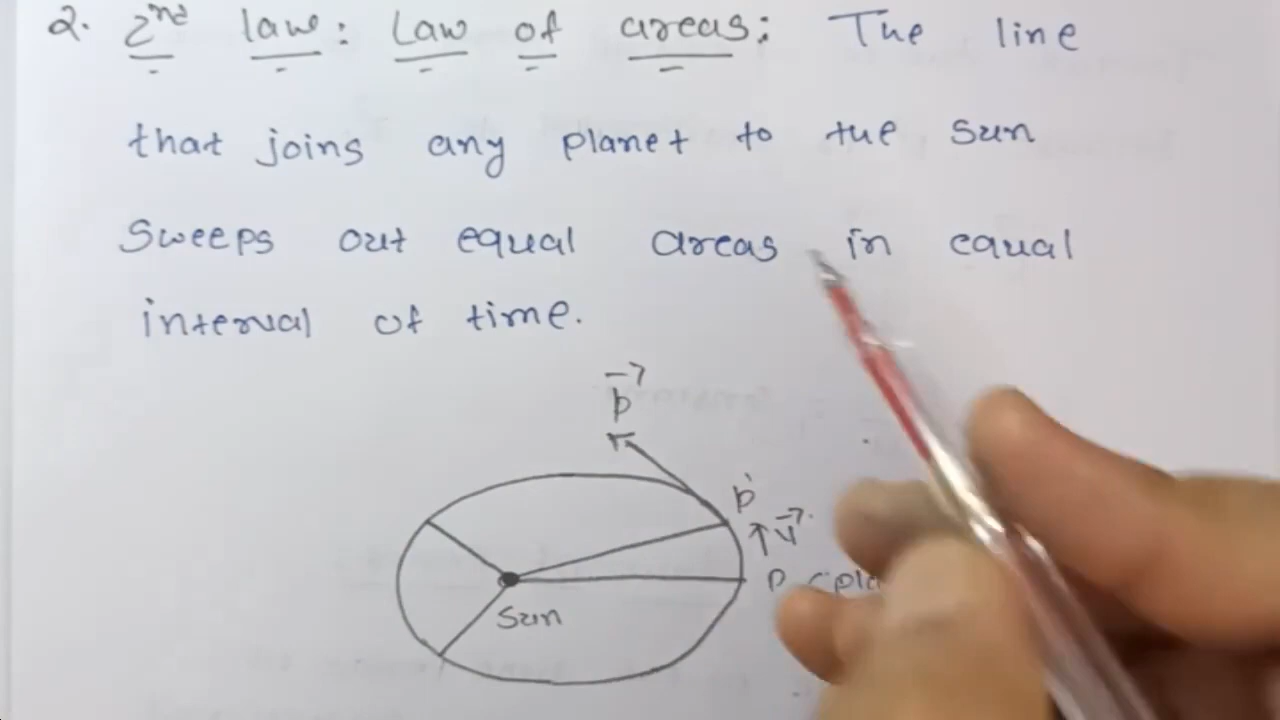 2. 2nd law: Law of areas: The line
that joins any planet to the Sun
Sweeps out equal areas in equal
interval of time.
p
p'
v
Sun
P